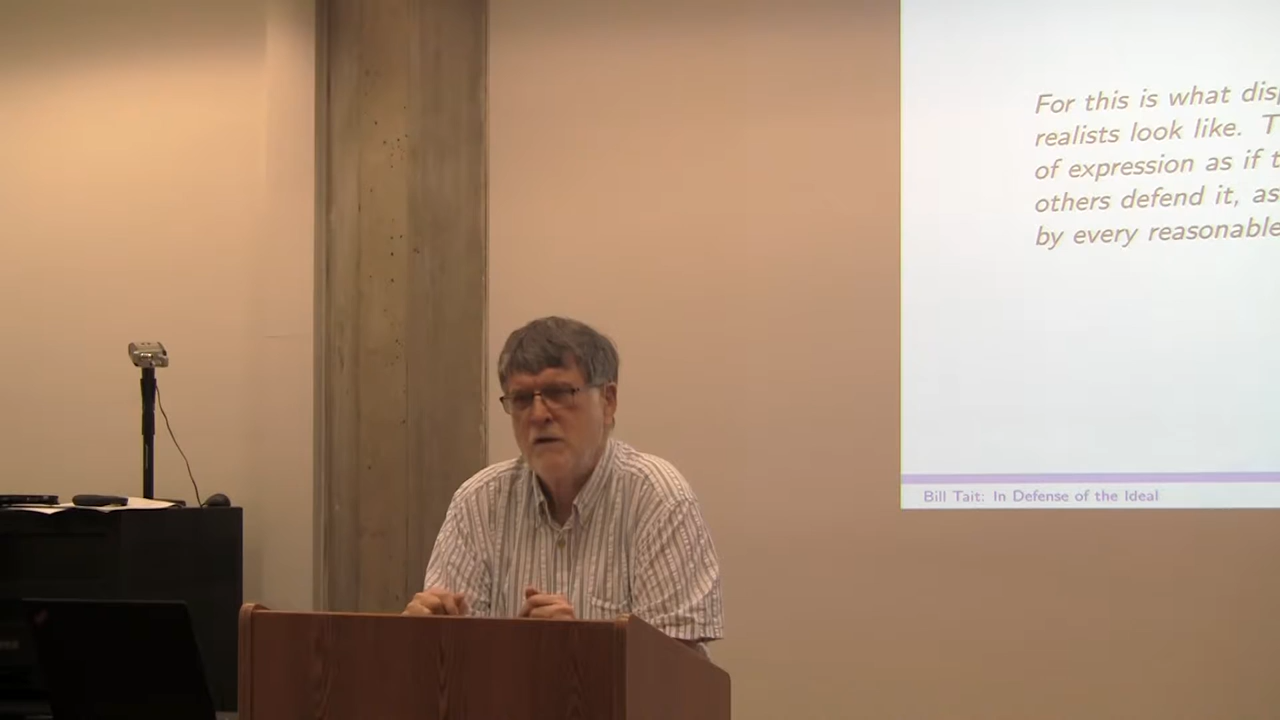 For this is what disp
realists look like. T
of expression as if t
others defend it, as
by every reasonable
Bill Tait: In Defense of the Ideal